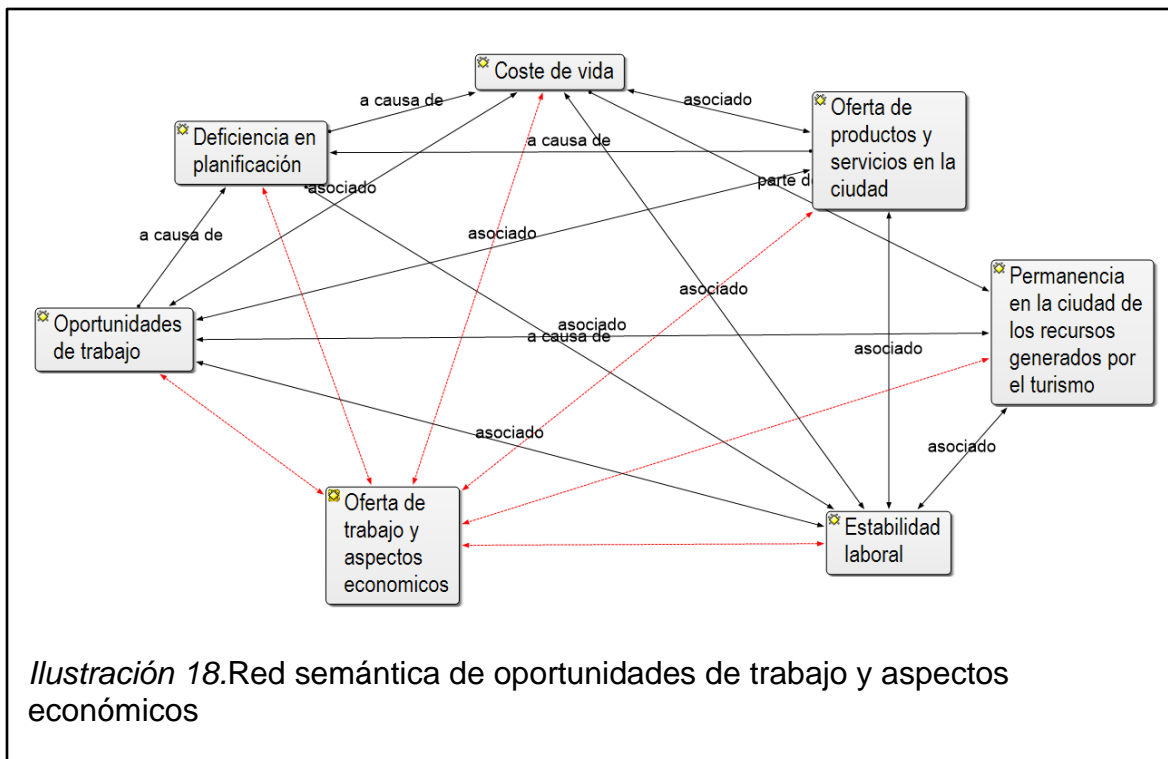 Coste de vida
a causa de
asociado
Oferta de
productos y
servicios en la
ciudad
Deficiencia en
planificación
a causa de
asociado
parte de
a causa de
asociado
Permanencia
en la ciudad de
los recursos
generados por
el turismo
asociado
Oportunidades
de trabajo
asociado
a causa de
asociado
asociado
asociado
Oferta de
trabajo y
aspectos
economicos
Estabilidad
laboral
Ilustración 18.Red semántica de oportunidades de trabajo y aspectos
económicos